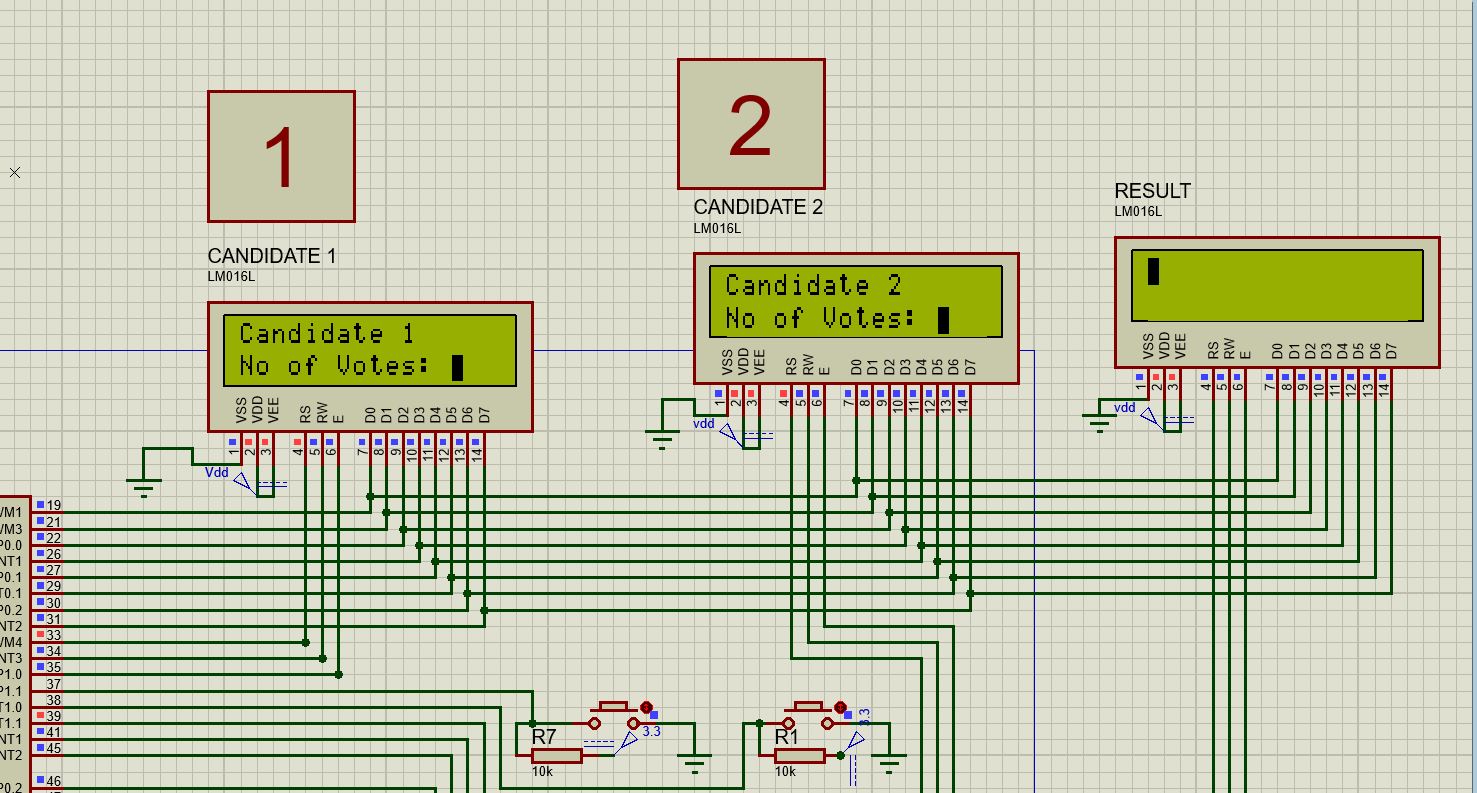 1
2
CANDIDATE 1
LM016L
CANDIDATE 2
LM016L
RESULT
LM016L
Candidate 1
No of Votes:
Candidate 2
No of Votes:
VSS VDD VEE RS RW E D0 D1 D2 D3 D4 D5 D6 D7
1 2 3 4 5 6 7 8 9 10 11 12 13 14
Vdd
VSS VDD VEE RS RW E D0 D1 D2 D3 D4 D5 D6 D7
1 2 3 4 5 6 7 8 9 10 11 12 13 14
vdd
VSS VDD VEE RS RW E D0 D1 D2 D3 D4 D5 D6 D7
1 2 3 4 5 6 7 8 9 10 11 12 13 14
vdd
WM1 19
WM3 21
P0.0 22
NT1 26
P0.1 27
T0.1 29
P0.2 30
NT2 31
WM4 33
NT3 34
P1.0 35
P1.1 37
T1.0 38
T1.1 39
NT1 41
NT2 45
P0.2 46
R7
10k
3.3
R1
10k
3.3